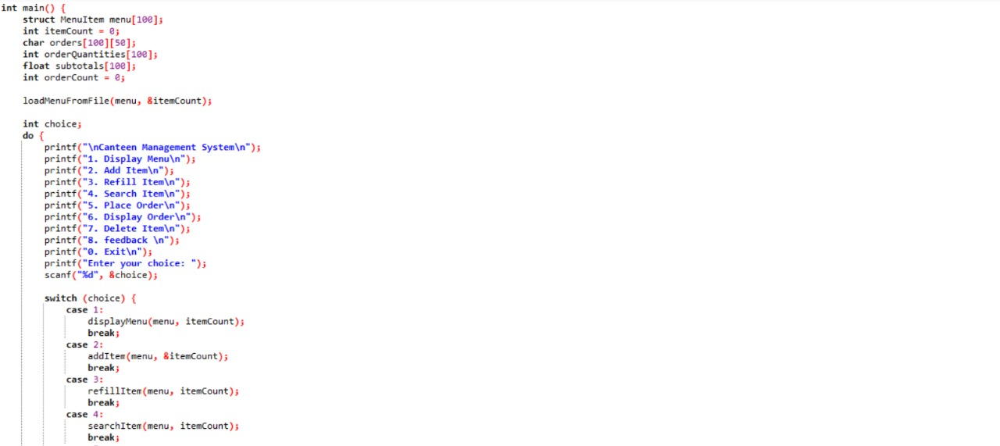 int main() {
    struct MenuItem menu[100];
    int itemCount = 0;
    char orders[100][50];
    int orderQuantities[100];
    float subtotals[100];
    int orderCount = 0;

    loadMenuFromFile(menu, &itemCount);

    int choice;
    do {
        printf("\nCanteen Management System\n");
        printf("1. Display Menu\n");
        printf("2. Add Item\n");
        printf("3. Refill Item\n");
        printf("4. Search Item\n");
        printf("5. Place Order\n");
        printf("6. Display Order\n");
        printf("7. Delete Item\n");
        printf("8. feedback \n");
        printf("0. Exit\n");
        printf("Enter your choice: ");
        scanf("%d", &choice);

        switch (choice) {
            case 1:
                displayMenu(menu, itemCount);
                break;
            case 2:
                addItem(menu, &itemCount);
                break;
            case 3:
                refillItem(menu, itemCount);
                break;
            case 4:
                searchItem(menu, itemCount);
                break;